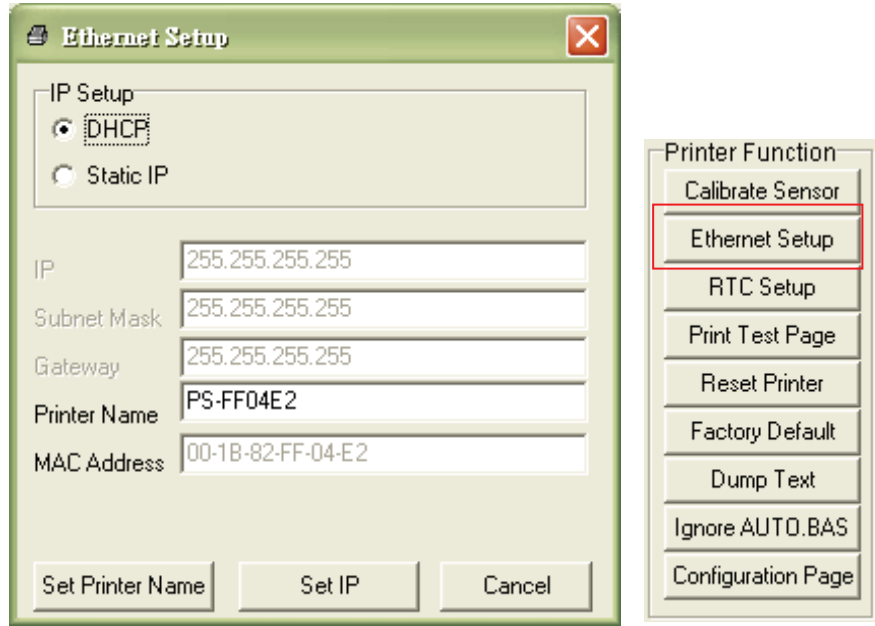 Ethernet Setup
IP Setup
DHCP
Static IP
IP 255.255.255.255
Subnet Mask 255.255.255.255
Gateway 255.255.255.255
Printer Name PS-FF04E2
MAC Address 00-1B-82-FF-04-E2
Set Printer Name Set IP Cancel
Printer Function
Calibrate Sensor
Ethernet Setup
RTC Setup
Print Test Page
Reset Printer
Factory Default
Dump Text
Ignore AUTO.BAS
Configuration Page